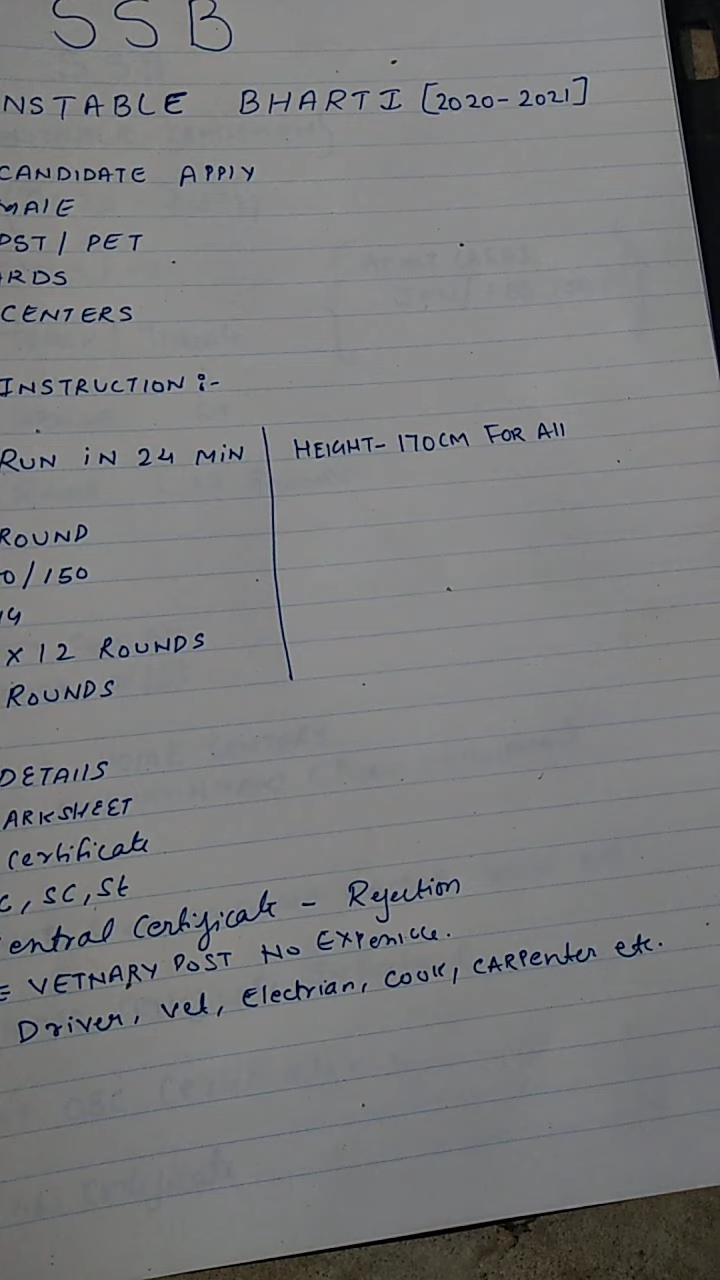 SSB
NSTABLE BHARTI [2020-2021]
CANDIDATE APPlY
MAlE
PST/ PET
RDS
CENTERS
INSTRUCTION :-
RUN iN 24 MiN
HEIGHT- 170CM FOR All
ROUND
0/150
14
X 12 ROUNDS
ROUNDS
DETAIlS
ARKSHEET
Certificate
C, SC, St
entral Certificate - Rejection
= VETNARY POST NO EXPeNicce.
Driver, vet, Electrian, Cook, CARPenter etc.